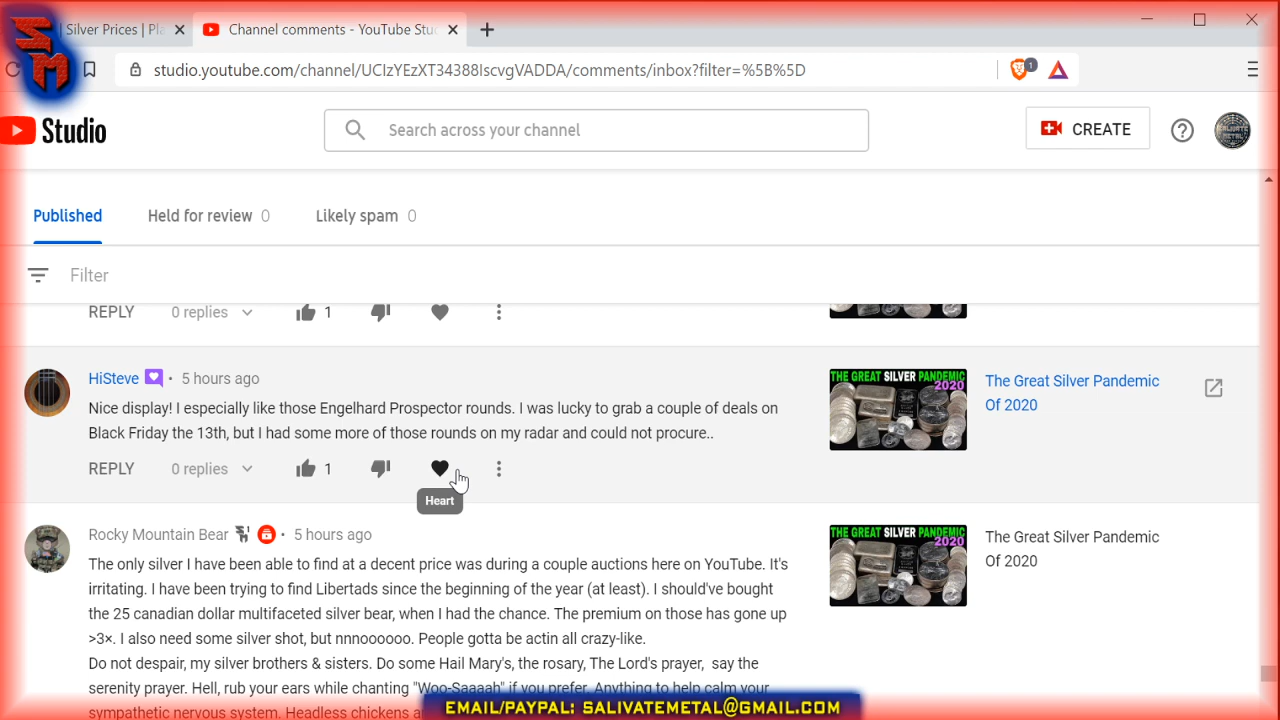 SM
| Silver Prices | Pla
Channel comments - YouTube Stu
studio.youtube.com/channel/UCIzYEzXT34388IscvgVADDA/comments/inbox?filter=%5B%5D
1
Studio
Search across your channel
CREATE
SALIVATE METAL
Published
Held for review 0
Likely spam 0
Filter
REPLY
0 replies
1
HiSteve • 5 hours ago
Nice display! I especially like those Engelhard Prospector rounds. I was lucky to grab a couple of deals on
Black Friday the 13th, but I had some more of those rounds on my radar and could not procure..
REPLY
0 replies
1
Heart
THE GREAT SILVER PANDEMIC
2020
The Great Silver Pandemic
Of 2020
Rocky Mountain Bear • 5 hours ago
The only silver I have been able to find at a decent price was during a couple auctions here on YouTube. It's
irritating. I have been trying to find Libertads since the beginning of the year (at least). I should've bought
the 25 canadian dollar multifaceted silver bear, when I had the chance. The premium on those has gone up
>3×. I also need some silver shot, but nnnoooooo. People gotta be actin all crazy-like.
Do not despair, my silver brothers & sisters. Do some Hail Mary's, the rosary, The Lord's prayer,  say the
serenity prayer. Hell, rub your ears while chanting "Woo-Saaaah" if you prefer. Anything to help calm your
sympathetic nervous system. Headless chickens a
THE GREAT SILVER PANDEMIC
2020
The Great Silver Pandemic
Of 2020
EMAIL/PAYPAL: SALIVATEMETAL@GMAIL.COM